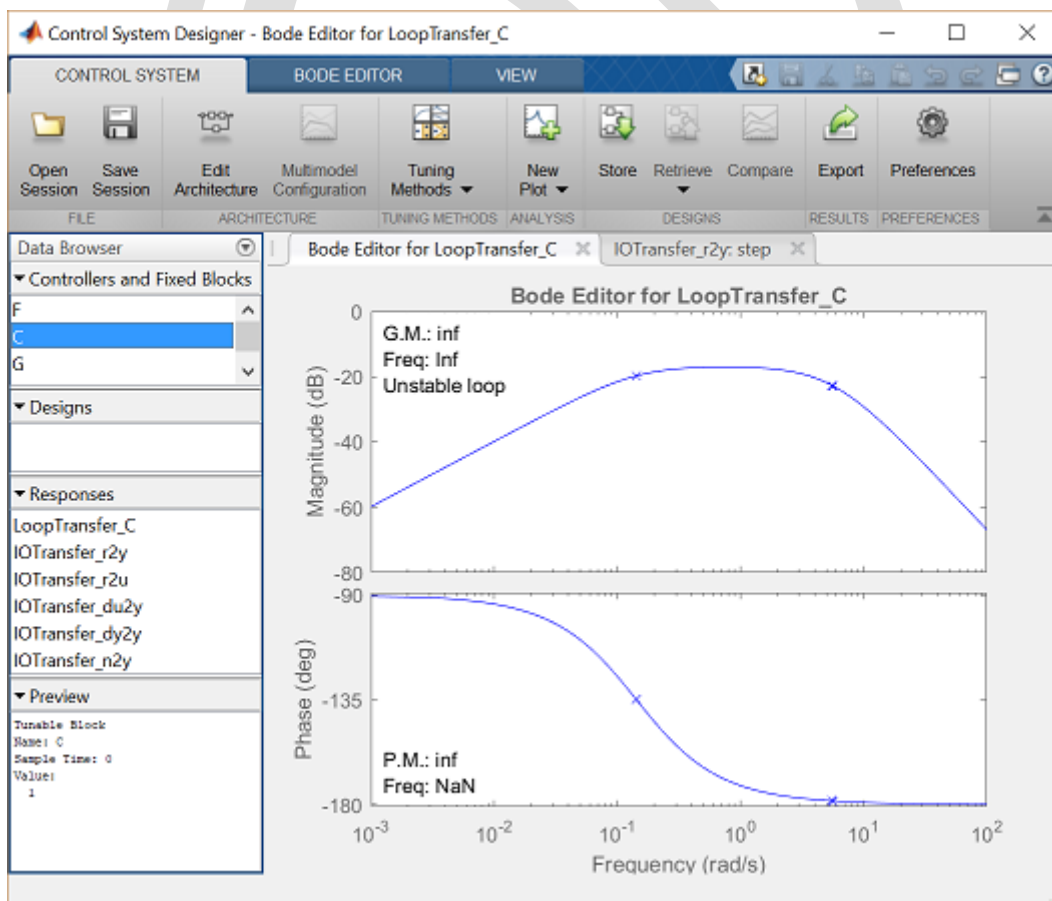 Control System Designer - Bode Editor for LoopTransfer_C
CONTROL SYSTEM
BODE EDITOR
VIEW
Open Session
Save Session
Edit Architecture
Multimodel Configuration
Tuning Methods
New Plot
Store
Retrieve
Compare
Export
Preferences
FILE
ARCHITECTURE
TUNING METHODS
ANALYSIS
DESIGNS
RESULTS
PREFERENCES
Data Browser
Controllers and Fixed Blocks
F
C
G
Designs
Responses
LoopTransfer_C
IOTransfer_r2y
IOTransfer_r2u
IOTransfer_du2y
IOTransfer_dy2y
IOTransfer_n2y
Preview
Tunable Block
Name: C
Sample Time: 0
Value:
1
Bode Editor for LoopTransfer_C
IOTransfer_r2y: step
Bode Editor for LoopTransfer_C
Magnitude (dB)
0
-20
-40
-60
-80
G.M.: inf
Freq: Inf
Unstable loop
Phase (deg)
-90
-135
-180
P.M.: inf
Freq: NaN
10^-3
10^-2
10^-1
10^0
10^1
10^2
Frequency (rad/s)